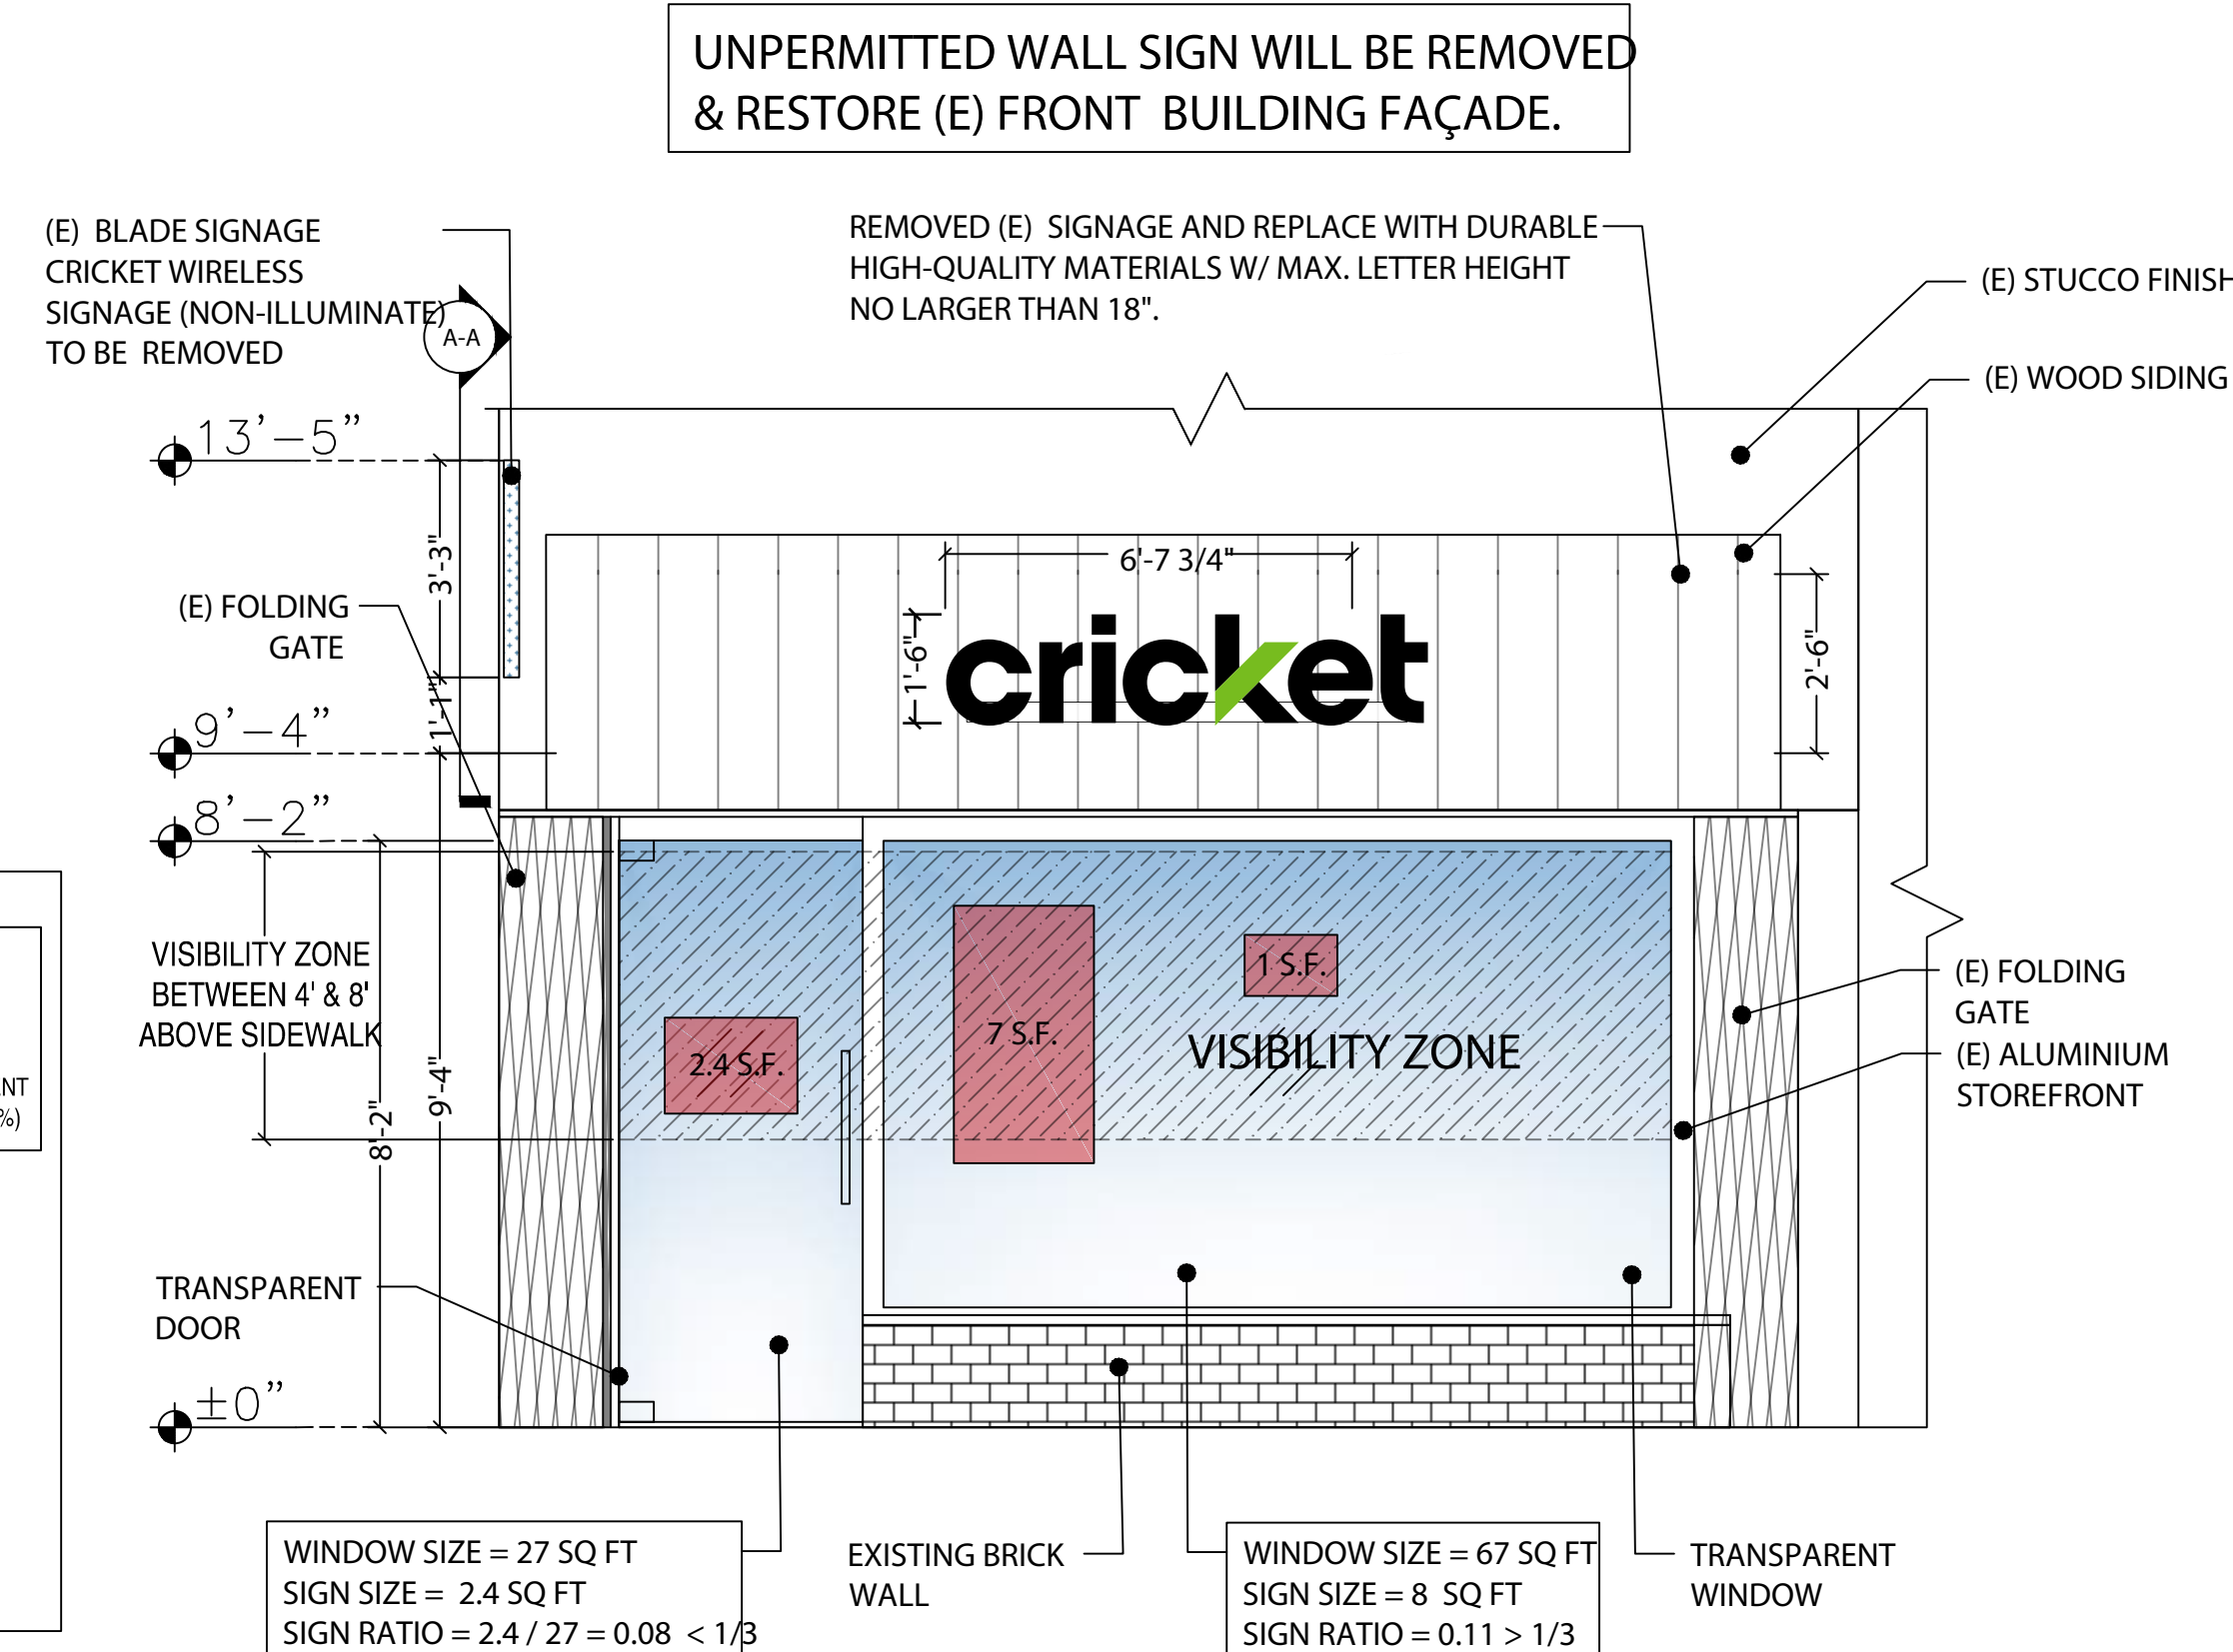 UNPERMITTED WALL SIGN WILL BE REMOVED
& RESTORE (E) FRONT BUILDING FAÇADE.
(E) BLADE SIGNAGE
CRICKET WIRELESS
SIGNAGE (NON-ILLUMINATE)
TO BE REMOVED
A-A
REMOVED (E) SIGNAGE AND REPLACE WITH DURABLE
HIGH-QUALITY MATERIALS W/ MAX. LETTER HEIGHT
NO LARGER THAN 18".
(E) STUCCO FINISH
(E) WOOD SIDING
13’-5”
3'-3"
6'-7 3/4"
(E) FOLDING
GATE
1'-6"
cricket
2'-6"
1'-1"
9’-4”
8’-2”
VISIBILITY ZONE
BETWEEN 4' & 8'
ABOVE SIDEWALK
1 S.F.
7 S.F.
2.4 S.F.
VISIBILITY ZONE
(E) FOLDING
GATE
(E) ALUMINIUM
STOREFRONT
9'-4"
8'-2"
%)
TRANSPARENT
DOOR
±0”
WINDOW SIZE = 27 SQ FT
SIGN SIZE = 2.4 SQ FT
SIGN RATIO = 2.4 / 27 = 0.08 < 1/3
EXISTING BRICK
WALL
WINDOW SIZE = 67 SQ FT
SIGN SIZE = 8 SQ FT
SIGN RATIO = 0.11 > 1/3
TRANSPARENT
WINDOW